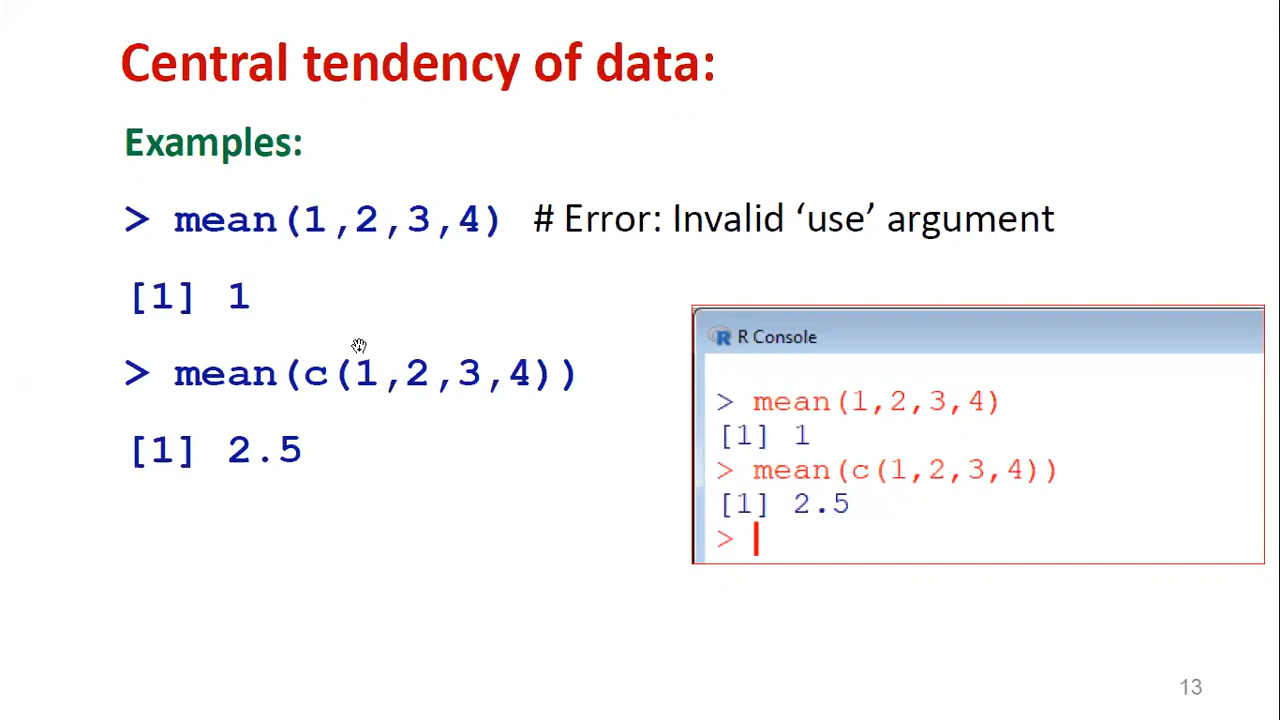 Central tendency of data:
Examples:
> mean(1,2,3,4) # Error: Invalid ‘use’ argument
[1] 1
> mean(c(1,2,3,4))
[1] 2.5
R Console
> mean(1,2,3,4)
[1] 1
> mean(c(1,2,3,4))
[1] 2.5
>
13